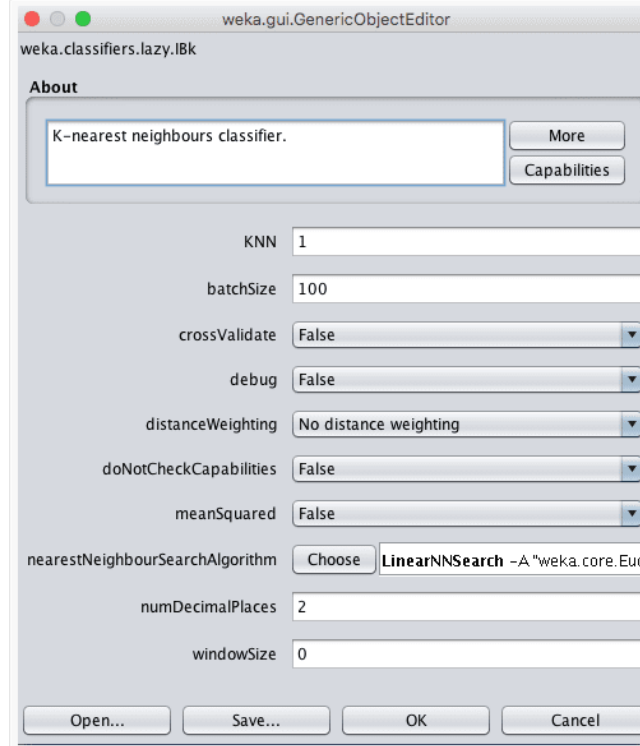 weka.gui.GenericObjectEditor
weka.classifiers.lazy.IBk
About
K-nearest neighbours classifier.
More
Capabilities
KNN 1
batchSize 100
crossValidate False
debug False
distanceWeighting No distance weighting
doNotCheckCapabilities False
meanSquared False
nearestNeighbourSearchAlgorithm Choose LinearNNSearch -A "weka.core.Euc
numDecimalPlaces 2
windowSize 0
Open... Save... OK Cancel